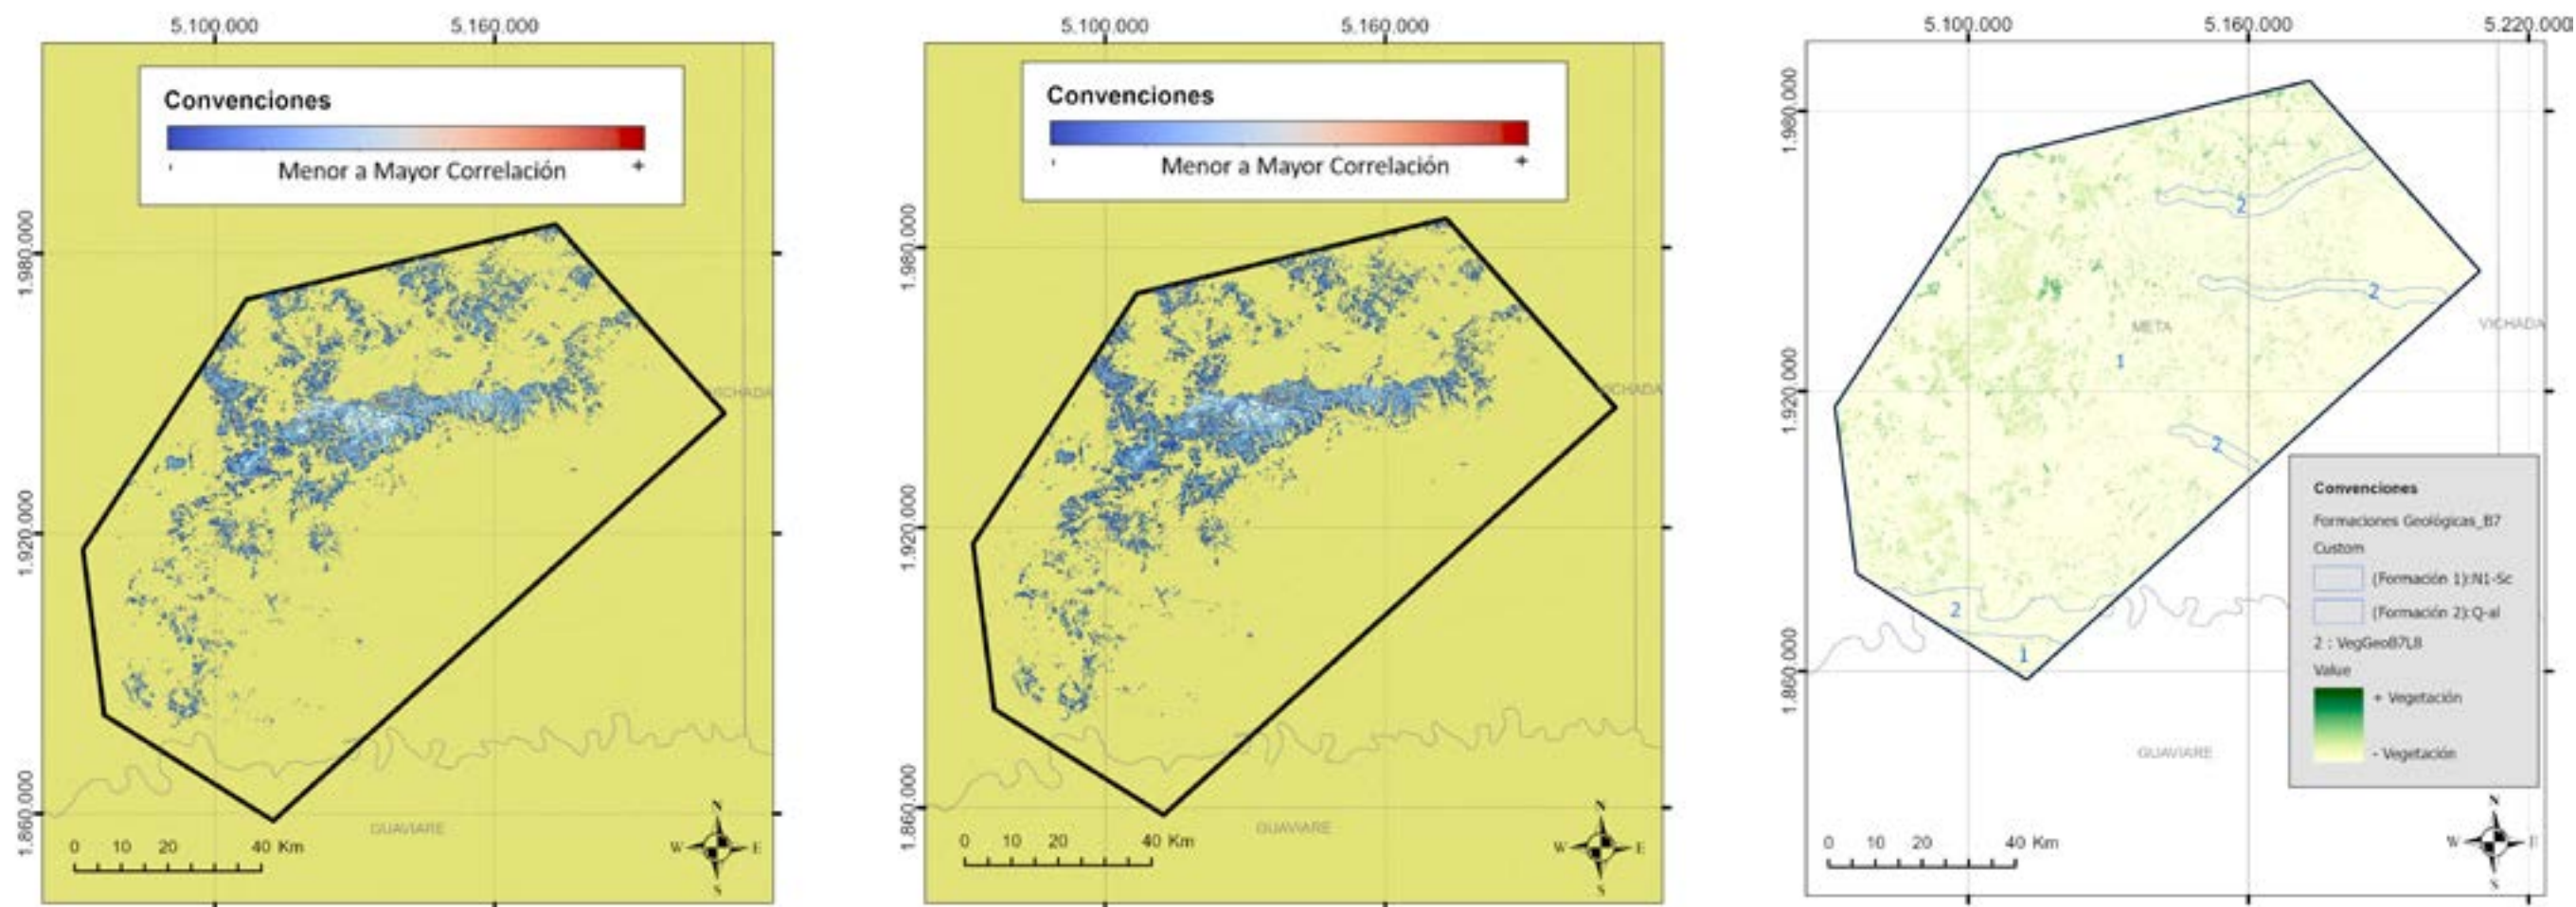 5.100.000 5.160.000
Convenciones
-
+
Menor a Mayor Correlación
1.980.000
1.920.000
1.860.000
VICHADA
GUAVIARE
0 10 20 40 Km
N
W E
S
5.100.000 5.160.000
Convenciones
-
+
Menor a Mayor Correlación
1.980.000
1.920.000
1.860.000
VICHADA
GUAVIARE
0 10 20 40 Km
N
W E
S
5.100.000 5.160.000 5.220.000
1.980.000
1.920.000
1.860.000
2
2
META
VICHADA
1
2
2
1
GUAVIARE
Convenciones
Formaciones Geológicas_B7
Custom
(Formación 1):N1-Sc
(Formación 2):Q-al
2 : VegGeoB7L8
Value
+ Vegetación
- Vegetación
0 10 20 40 Km
N
W E
S